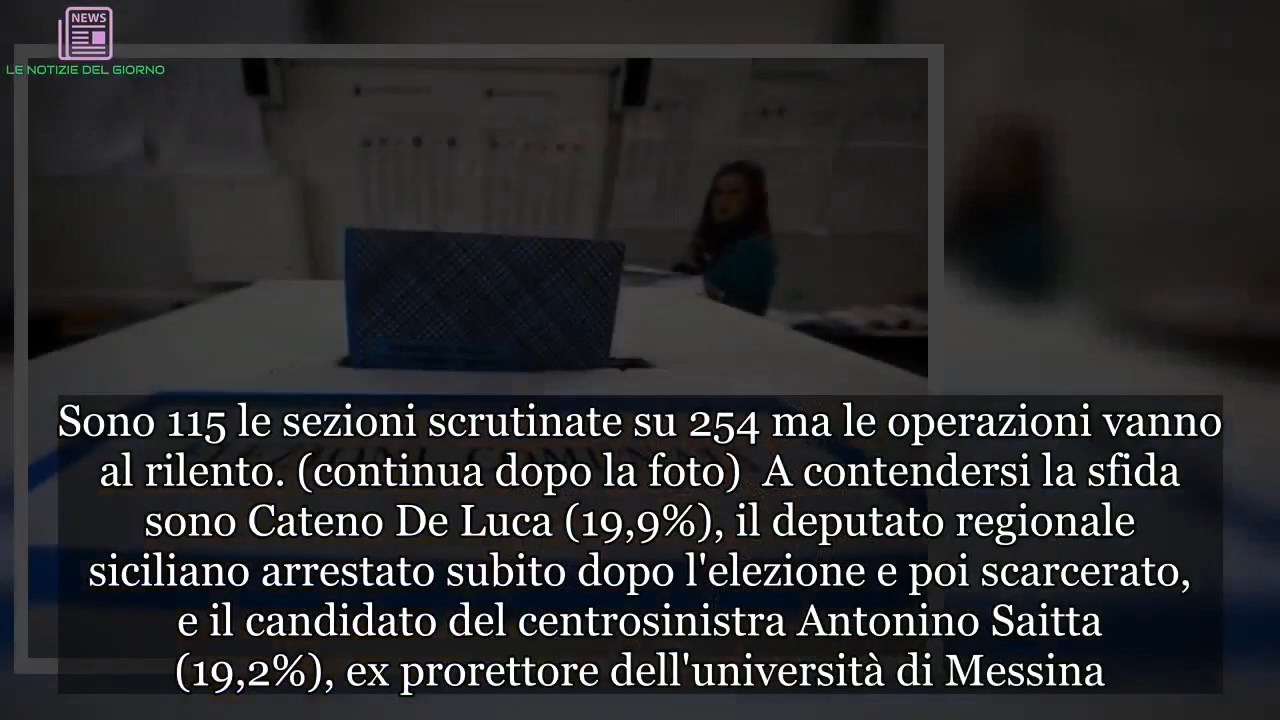 NEWS
LE NOTIZIE DEL GIORNO
Sono 115 le sezioni scrutinate su 254 ma le operazioni vanno
al rilento. (continua dopo la foto)  A contendersi la sfida
sono Cateno De Luca (19,9%), il deputato regionale
siciliano arrestato subito dopo l'elezione e poi scarcerato,
e il candidato del centrosinistra Antonino Saitta
(19,2%), ex prorettore dell'università di Messina